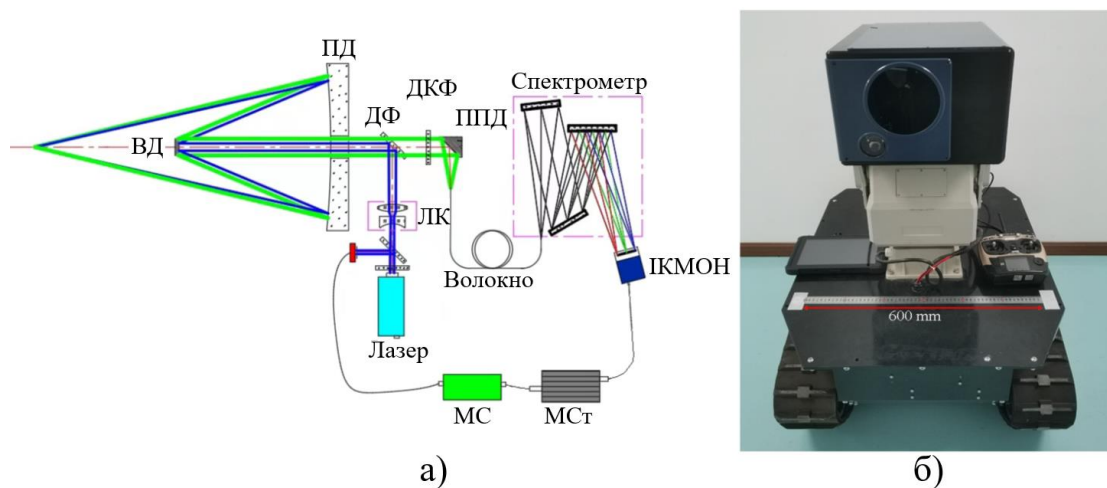 ПД
ДКФ
Спектрометр
ДФ
ППД
ВД
ЛК
Волокно
ІКМОН
600 mm
Лазер
МС
МСт
а)
б)